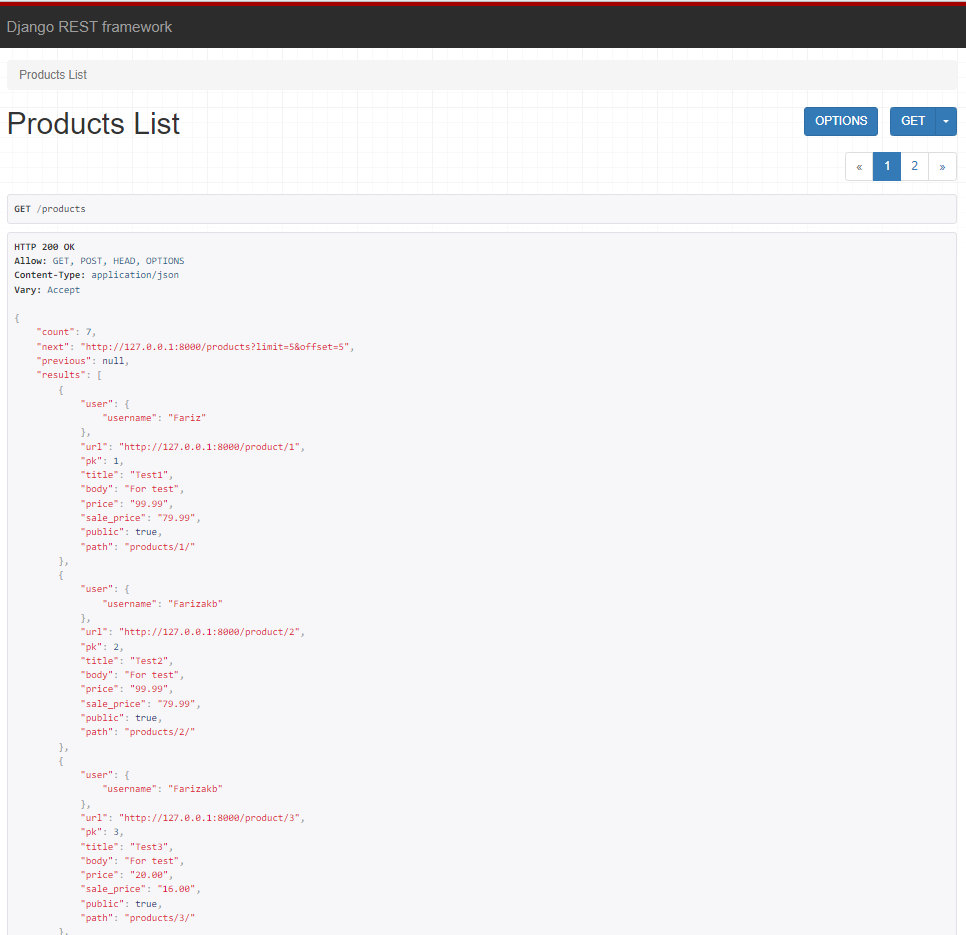 Django REST framework
Products List
Products List
OPTIONS
GET
« 1 2 »
GET /products
HTTP 200 OK
Allow: GET, POST, HEAD, OPTIONS
Content-Type: application/json
Vary: Accept
{
    "count": 7,
    "next": "http://127.0.0.1:8000/products?limit=5&offset=5",
    "previous": null,
    "results": [
        {
            "user": {
                "username": "Fariz"
            },
            "url": "http://127.0.0.1:8000/product/1",
            "pk": 1,
            "title": "Test1",
            "body": "For test",
            "price": "99.99",
            "sale_price": "79.99",
            "public": true,
            "path": "products/1/"
        },
        {
            "user": {
                "username": "Farizakb"
            },
            "url": "http://127.0.0.1:8000/product/2",
            "pk": 2,
            "title": "Test2",
            "body": "For test",
            "price": "99.99",
            "sale_price": "79.99",
            "public": true,
            "path": "products/2/"
        },
        {
            "user": {
                "username": "Farizakb"
            },
            "url": "http://127.0.0.1:8000/product/3",
            "pk": 3,
            "title": "Test3",
            "body": "For test",
            "price": "20.00",
            "sale_price": "16.00",
            "public": true,
            "path": "products/3/"
        },